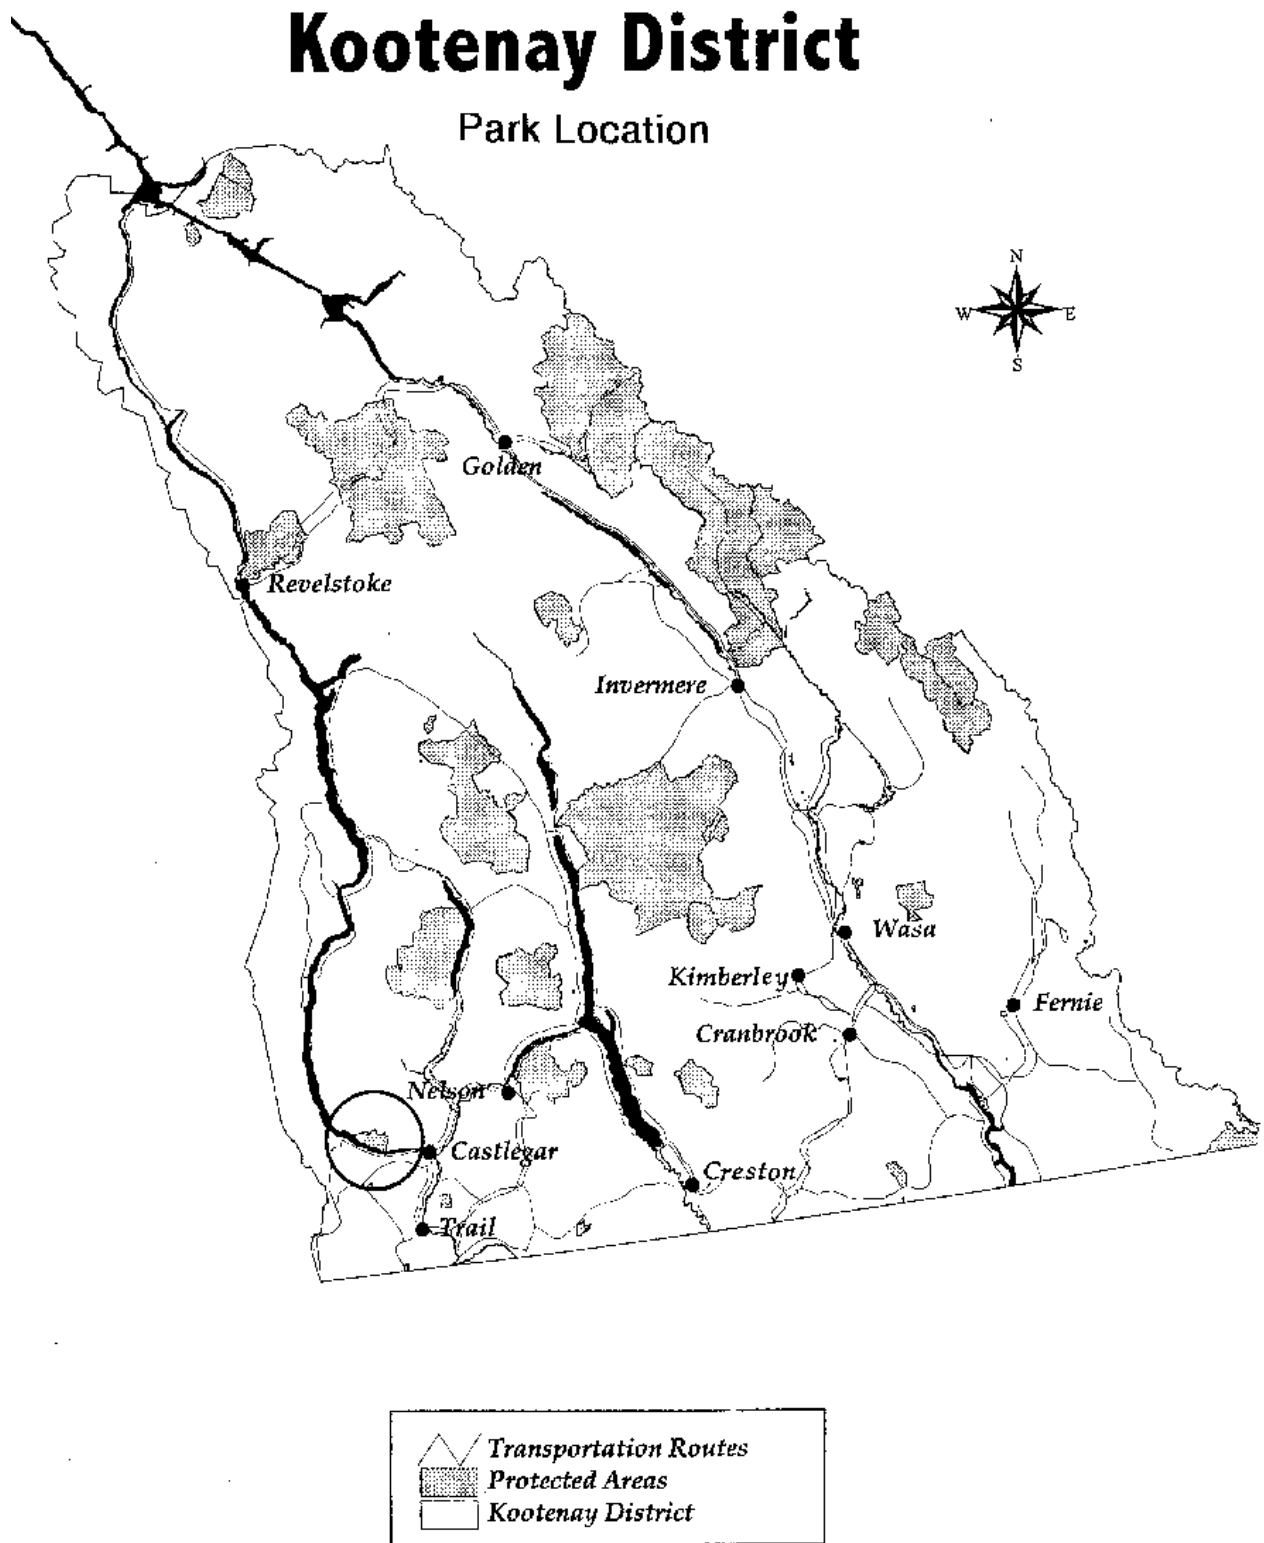 Kootenay District
Park Location
N
W E
S
Golden
Revelstoke
Invermere
Wasa
Kimberley
Fernie
Cranbrook
Nelson
Castlegar
Creston
Trail
Transportation Routes
Protected Areas
Kootenay District